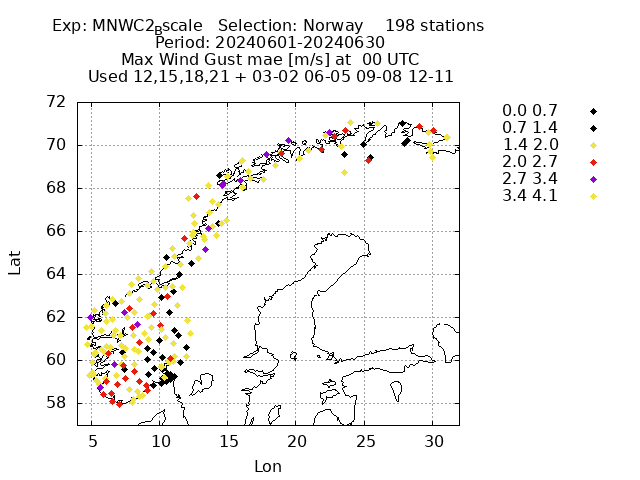 Exp: MNWC2_Bscale Selection: Norway 198 stations
Period: 20240601-20240630
Max Wind Gust mae [m/s] at 00 UTC
Used 12,15,18,21 + 03-02 06-05 09-08 12-11
0.0 0.7
0.7 1.4
1.4 2.0
2.0 2.7
2.7 3.4
3.4 4.1
72
70
68
66
64
62
60
58
Lat
5 10 15 20 25 30
Lon